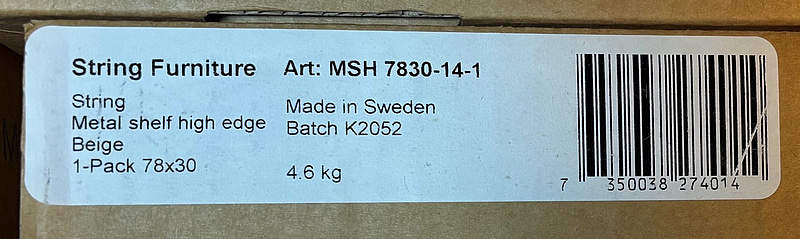 String Furniture Art: MSH 7830-14-1
String
Metal shelf high edge
Beige
1-Pack 78x30
Made in Sweden
Batch K2052
4.6 kg
7 350038 274014